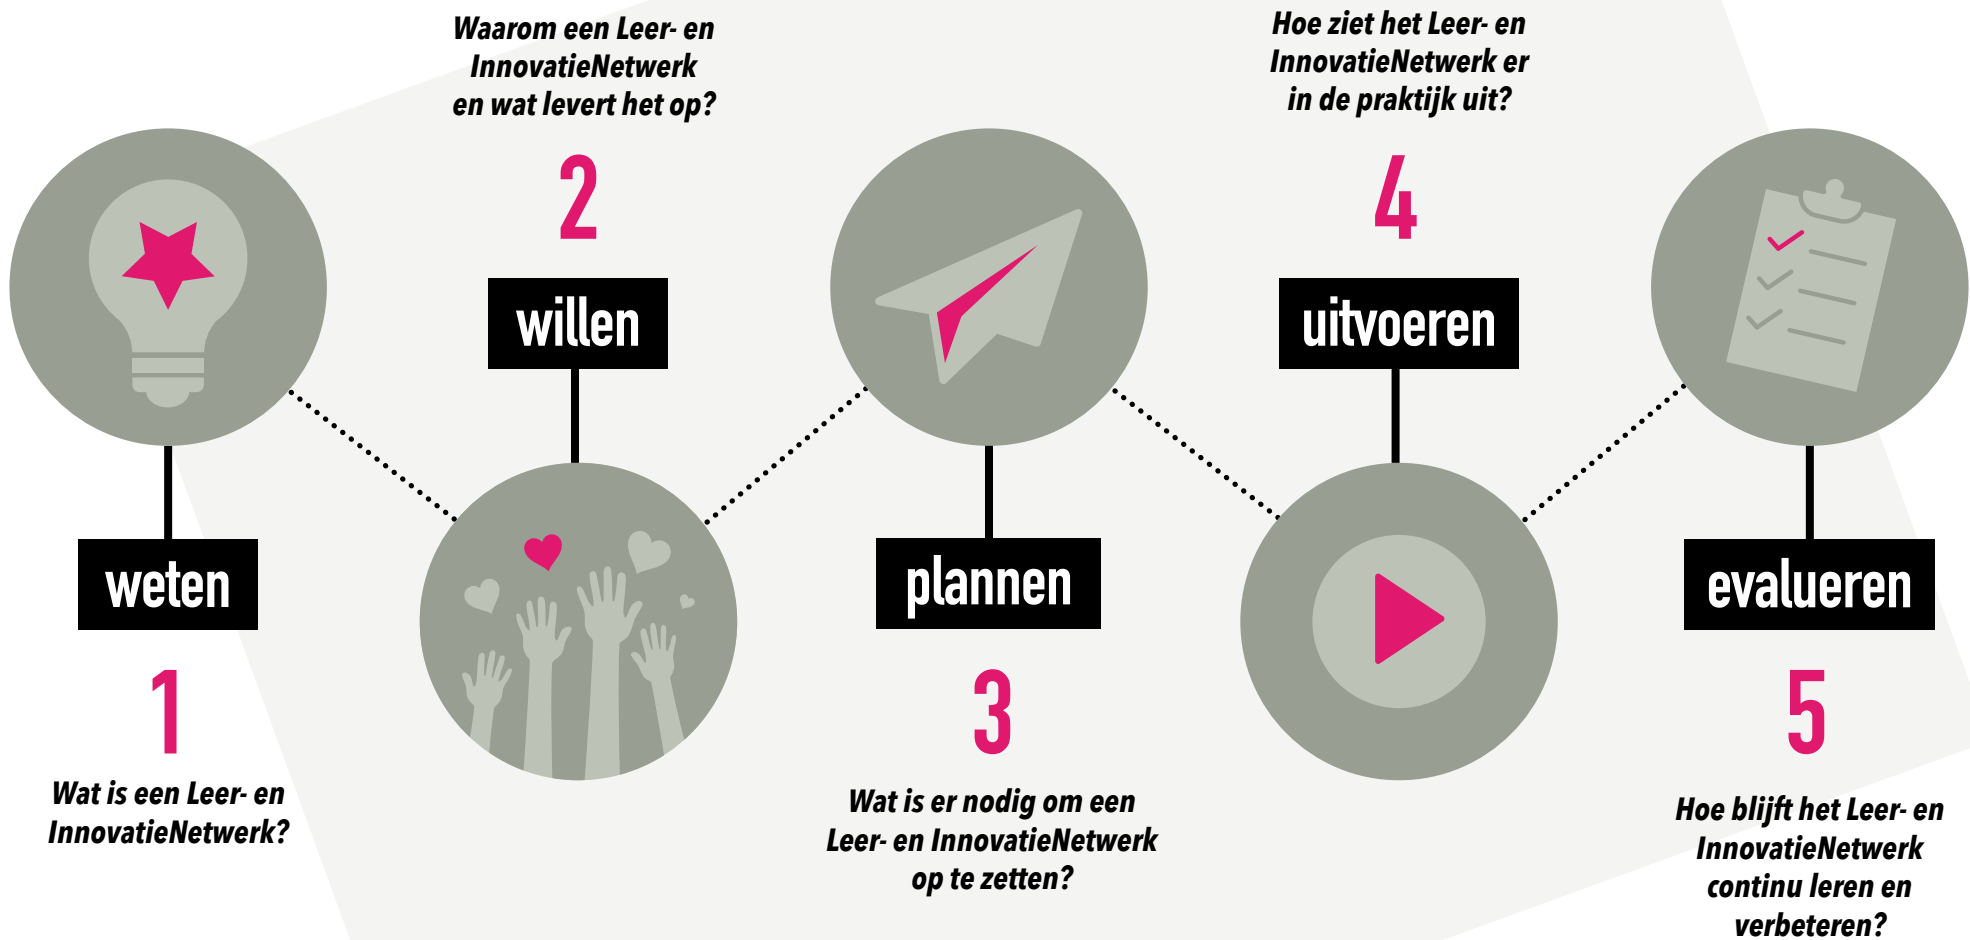 weten
1
Wat is een Leer- en
InnovatieNetwerk?
Waarom een Leer- en
InnovatieNetwerk
en wat levert het op?
2
willen
plannen
3
Wat is er nodig om een
Leer- en InnovatieNetwerk
op te zetten?
Hoe ziet het Leer- en
InnovatieNetwerk er
in de praktijk uit?
4
uitvoeren
evalueren
5
Hoe blijft het Leer- en
InnovatieNetwerk
continu leren en
verbeteren?